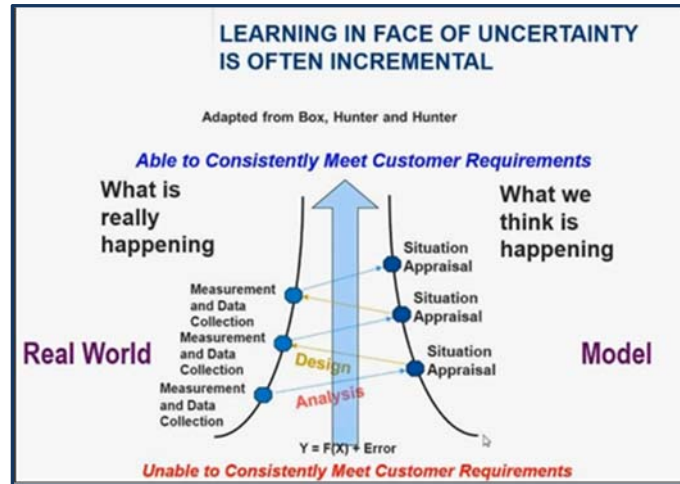 LEARNING IN FACE OF UNCERTAINTY
IS OFTEN INCREMENTAL
Adapted from Box, Hunter and Hunter
Able to Consistently Meet Customer Requirements
What is
really
happening
What we
think is
happening
Situation
Appraisal
Measurement
and Data
Collection
Situation
Appraisal
Real World
Measurement
and Data
Collection
Design
Situation
Appraisal
Model
Measurement
and Data
Collection
Analysis
Y = F(X) + Error
Unable to Consistently Meet Customer Requirements